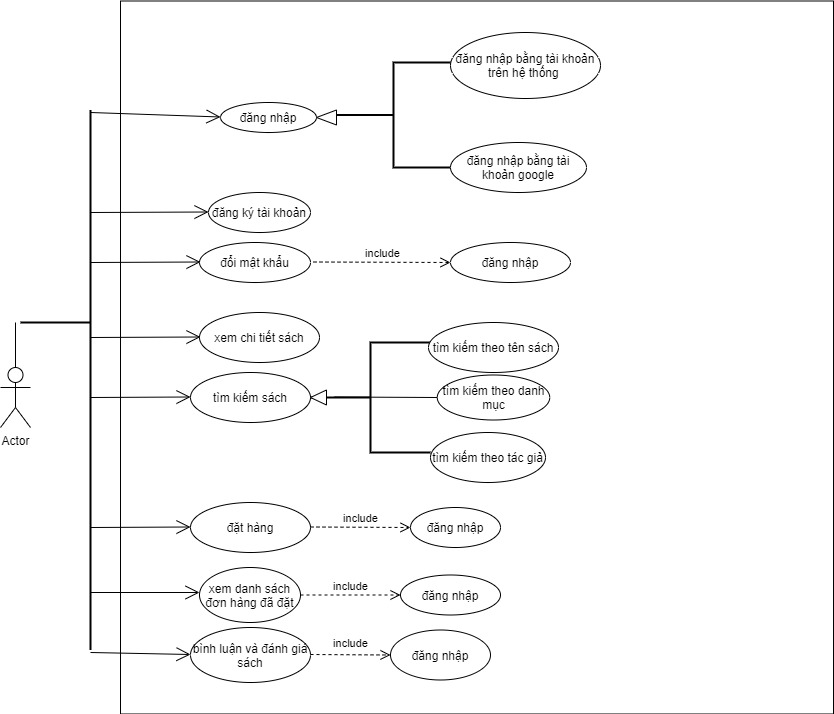 đăng nhập bằng tài khoản
trên hệ thống
đăng nhập
đăng nhập bằng tài
khoản google
đăng ký tài khoản
đổi mật khẩu
include
đăng nhập
xem chi tiết sách
tìm kiếm theo tên sách
tìm kiếm sách
tìm kiếm theo danh
mục
Actor
tìm kiếm theo tác giả
đặt hàng
include
đăng nhập
xem danh sách
đơn hàng đã đặt
include
đăng nhập
bình luận và đánh giá
sách
include
đăng nhập